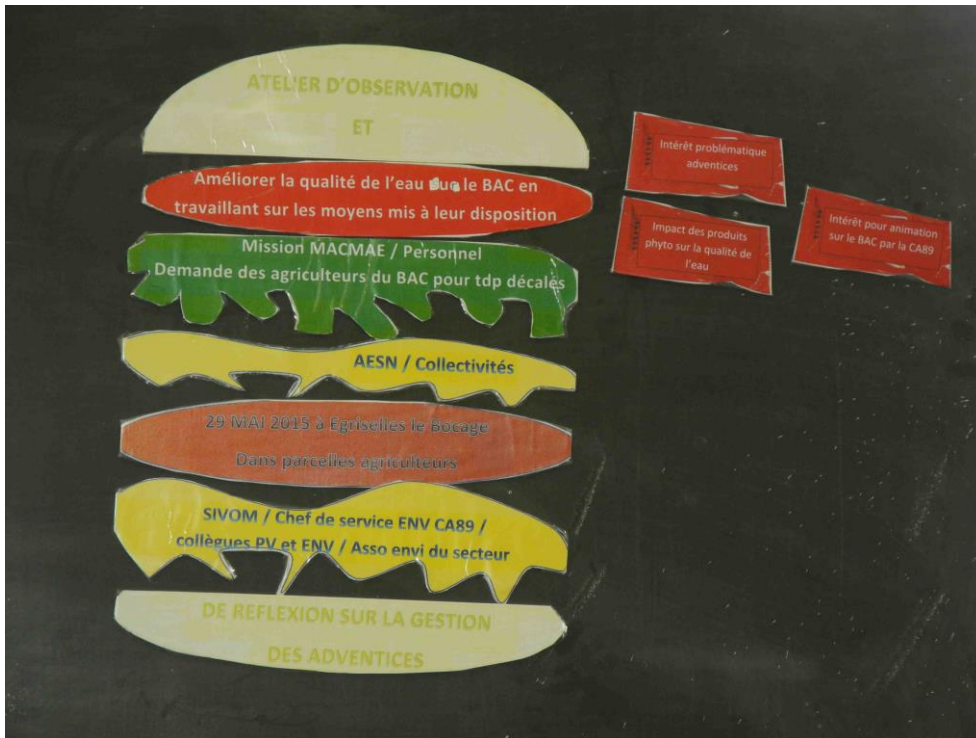 ATELIER D'OBSERVATION
ET
Améliorer la qualité de l'eau le BAC en
travaillant sur les moyens mis à leur disposition
Mission MACMAE / Personnel
Demande des agriculteurs du BAC pour tdp décalés
AESN / Collectivités
29 MAI 2015 à Egriselles le Bocage
Dans parcelles agriculteurs
SIVOM / Chef de service ENV CA89 /
collègues PV et ENV / Asso envi du secteur
DE REFLEXION SUR LA GESTION
DES ADVENTICES
Intérêt problématique
adventices
Impact des produits
phyto sur la qualité de
l'eau
Intérêt pour animation
sur le BAC par la CA89